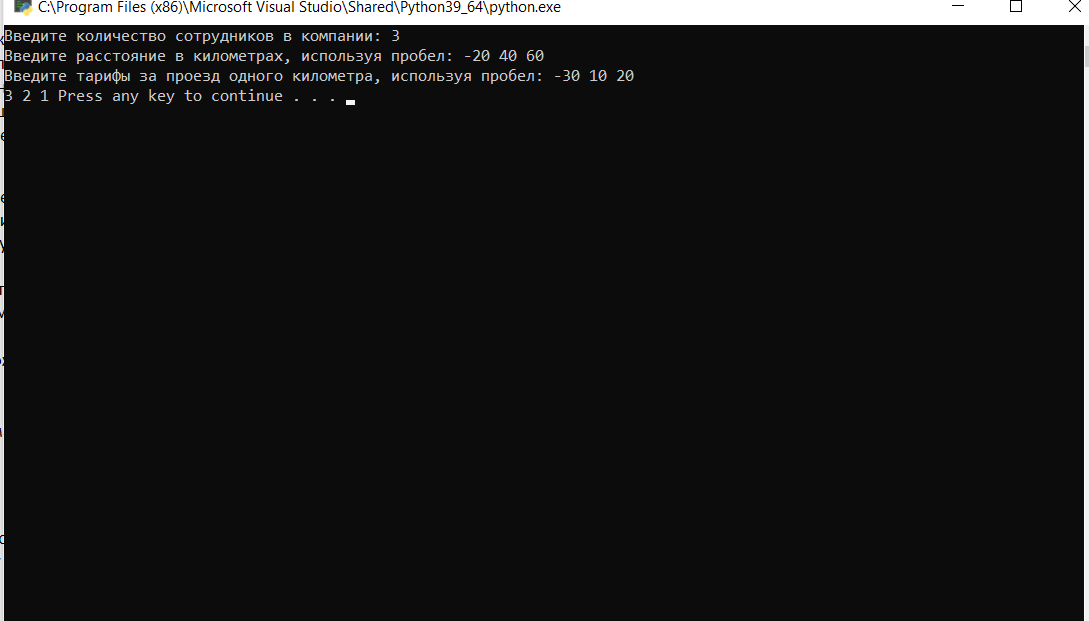 C:\Program Files (x86)\Microsoft Visual Studio\Shared\Python39_64\python.exe
Введите количество сотрудников в компании: 3
Введите расстояние в километрах, используя пробел: -20 40 60
Введите тарифы за проезд одного километра, используя пробел: -30 10 20
3 2 1 Press any key to continue . . .